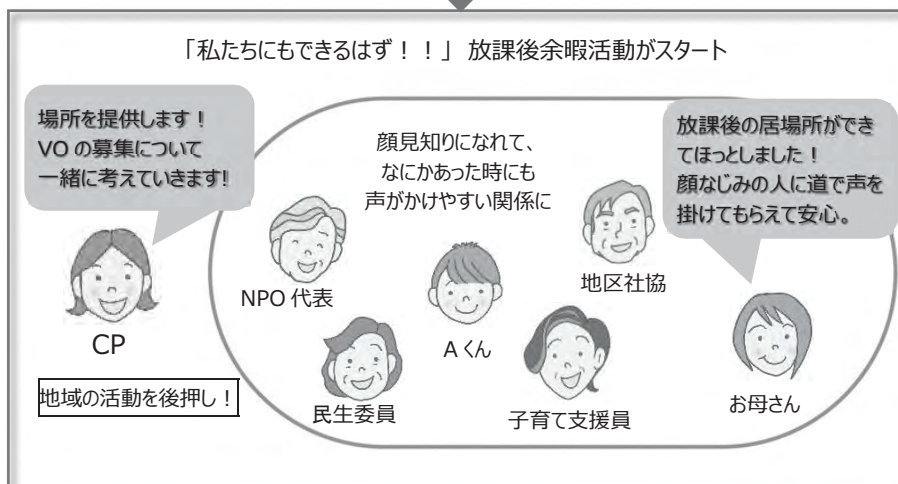 「私たちにもできるはず！！」 放課後余暇活動がスタート
場所を提供します！
VO の募集について
一緒に考えていきます!
顔見知りになれて、
なにかあった時にも
声がかけやすい関係に
放課後の居場所ができ
てほっとしました！
顔なじみの人に道で声を
掛けてもらえて安心。
NPO 代表
地区社協
CP
A くん
民生委員
子育て支援員
お母さん
地域の活動を後押し！